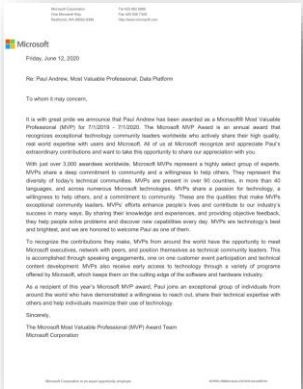 Microsoft Corporation
One Microsoft Way
Redmond, WA 98052-6399
Microsoft
Friday, June 12, 2020
Re: Paul Andrew, Most Valuable Professional, Data Platform
To whom it may concern,
It is with great pride we announce that Paul Andrew has been awarded as a Microsoft® Most Valuable
Professional (MVP) for 7/1/2019 - 7/1/2020. The Microsoft MVP Award is an annual award that
recognizes exceptional technology community leaders worldwide who actively share their high quality,
real world expertise with users and Microsoft. All of us at Microsoft recognize and appreciate Paul's
extraordinary contributions and want to take this opportunity to share our appreciation with you.
With just over 3,000 awardees worldwide, Microsoft MVPs represent a highly select group of experts.
MVPs share a deep commitment to community and a willingness to help others. They represent the
diversity of today's technical communities. MVPs are present in over 90 countries, in more than 40
languages, and across numerous Microsoft technologies. MVPs share a passion for technology, a
willingness to help others, and a commitment to community. These are the qualities that make MVPs
exceptional community leaders. MVPs' efforts enhance people's lives and contribute to our industry's
success in many ways. By sharing their knowledge and experiences, and providing objective feedback,
they help people solve problems and discover new capabilities every day. MVPs are technology's best
and brightest, and we are honored to welcome Paul as one of them.
To recognize the contributions they make, MVPs from around the world have the opportunity to meet
Microsoft executives, network with peers, and position themselves as technical community leaders. This
is accomplished through speaking engagements, one on one customer event participation and technical
content development. MVPs also receive early access to technology through a variety of programs
offered by Microsoft, which keeps them on the cutting edge of the software and hardware industry.
As a recipient of this year's Microsoft MVP award, Paul joins an exceptional group of individuals from
around the world who have demonstrated a willingness to reach out, share their technical expertise with
others and help individuals maximize their use of technology.
Sincerely,
The Microsoft Most Valuable Professional (MVP) Award Team
Microsoft Corporation
Microsoft Corporation is an equal opportunity employer.